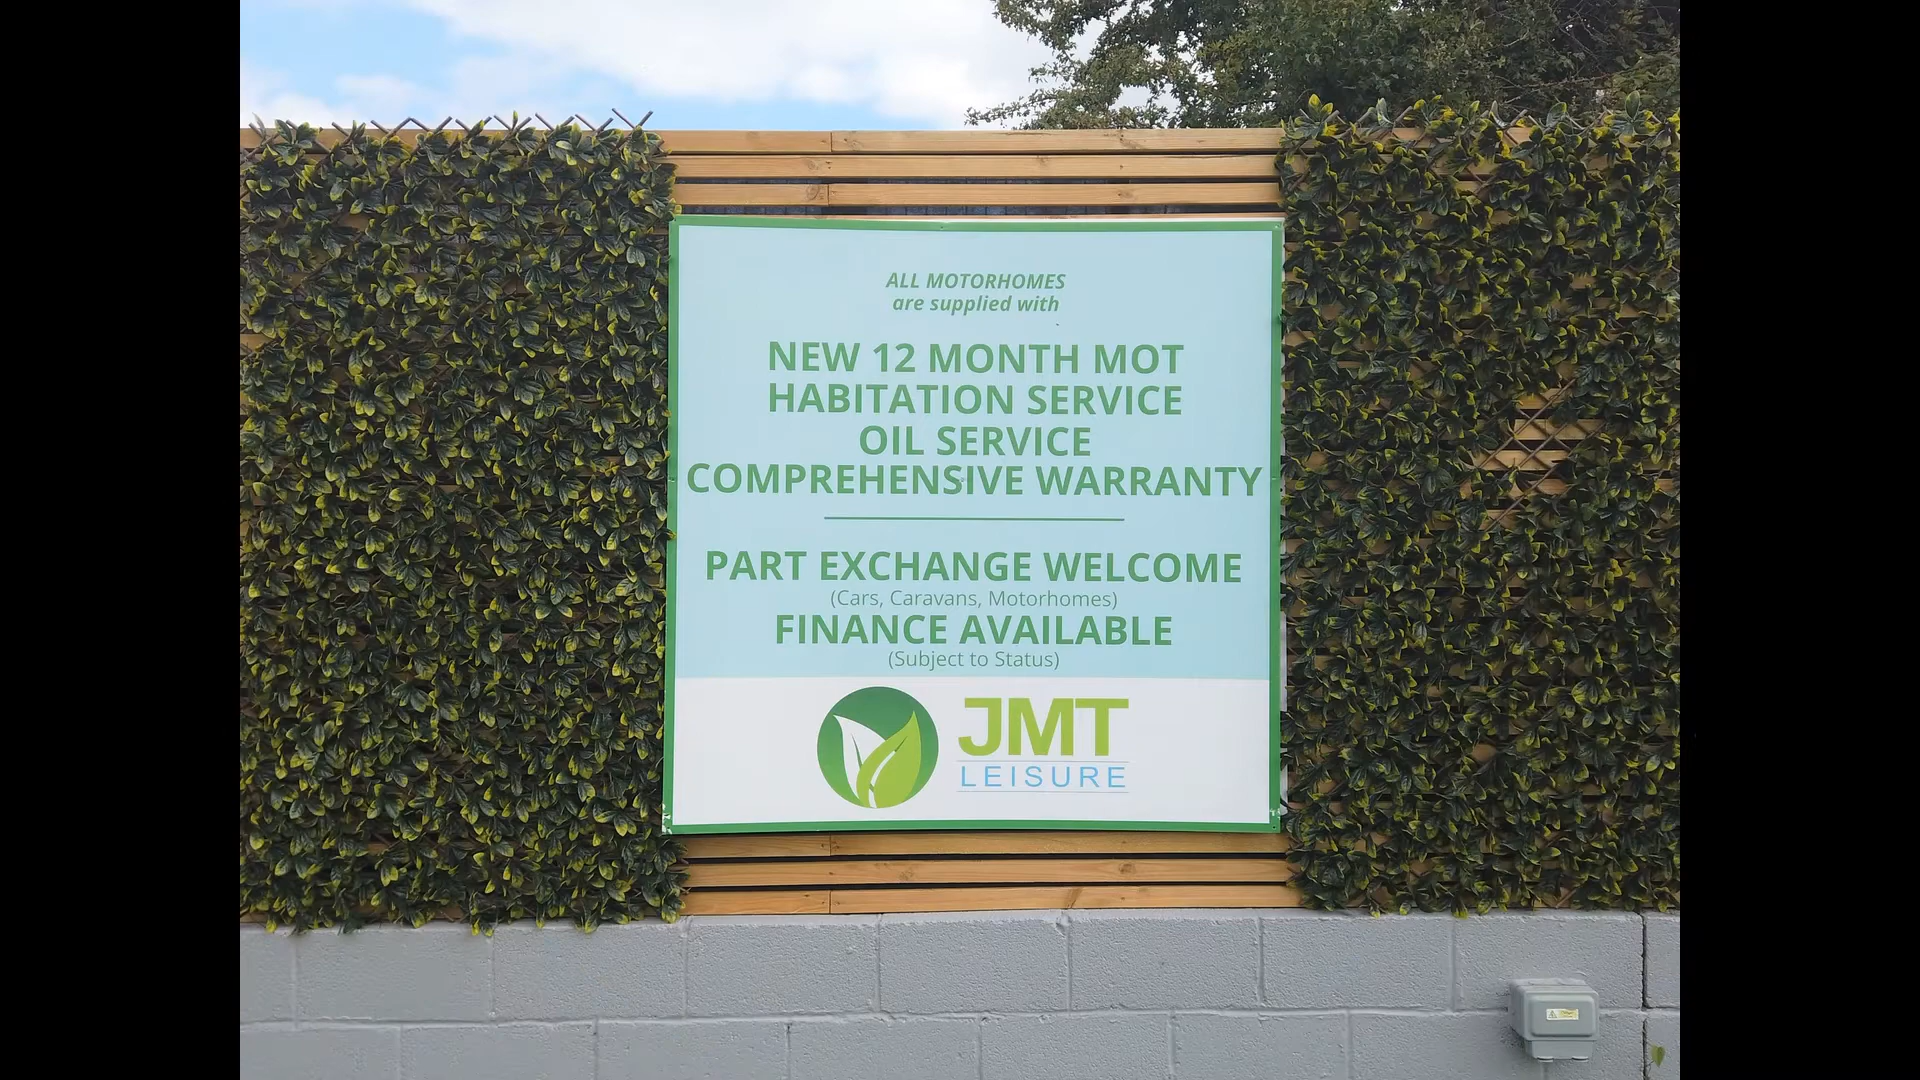 ALL MOTORHOMES
are supplied with
NEW 12 MONTH MOT
HABITATION SERVICE
OIL SERVICE
COMPREHENSIVE WARRANTY
PART EXCHANGE WELCOME
(Cars, Caravans, Motorhomes)
FINANCE AVAILABLE
(Subject to Status)
JMT
LEISURE